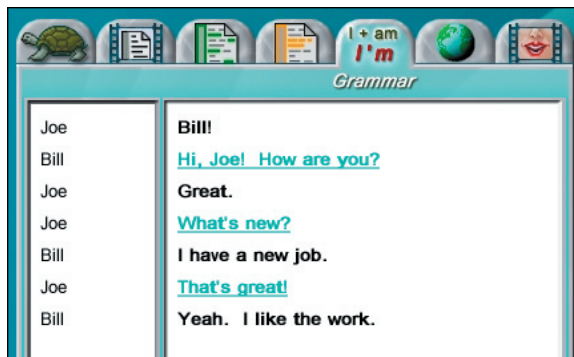 I + am
I'm
Grammar
Joe Bill!
Bill Hi, Joe! How are you?
Joe Great.
Joe What's new?
Bill I have a new job.
Joe That's great!
Bill Yeah. I like the work.